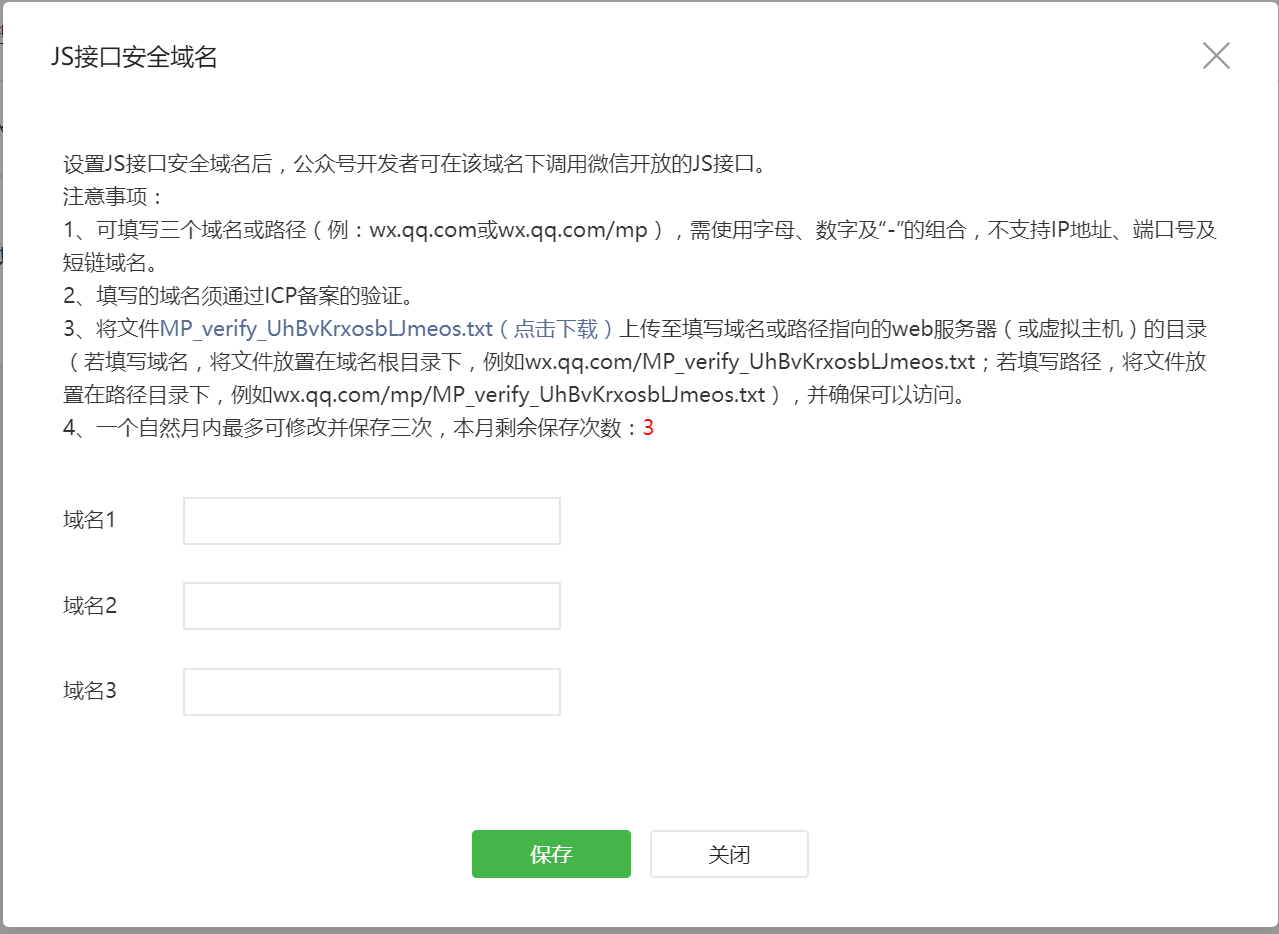 JS接口安全域名
设置JS接口安全域名后，公众号开发者可在该域名下调用微信开放的JS接口。
注意事项：
1、可填写三个域名或路径（例：wx.qq.com或wx.qq.com/mp），需使用字母、数字及“-”的组合，不支持IP地址、端口号及
短链域名。
2、填写的域名须通过ICP备案的验证。
3、将文件MP_verify_UhBvKrxosbLJmeos.txt（点击下载）上传至填写域名或路径指向的web服务器（或虚拟主机）的目录
（若填写域名，将文件放置在域名根目录下，例如wx.qq.com/MP_verify_UhBvKrxosbLJmeos.txt；若填写路径，将文件放
置在路径目录下，例如wx.qq.com/mp/MP_verify_UhBvKrxosbLJmeos.txt），并确保可以访问。
4、一个自然月内最多可修改并保存三次，本月剩余保存次数：3
域名1
域名2
域名3
保存 关闭